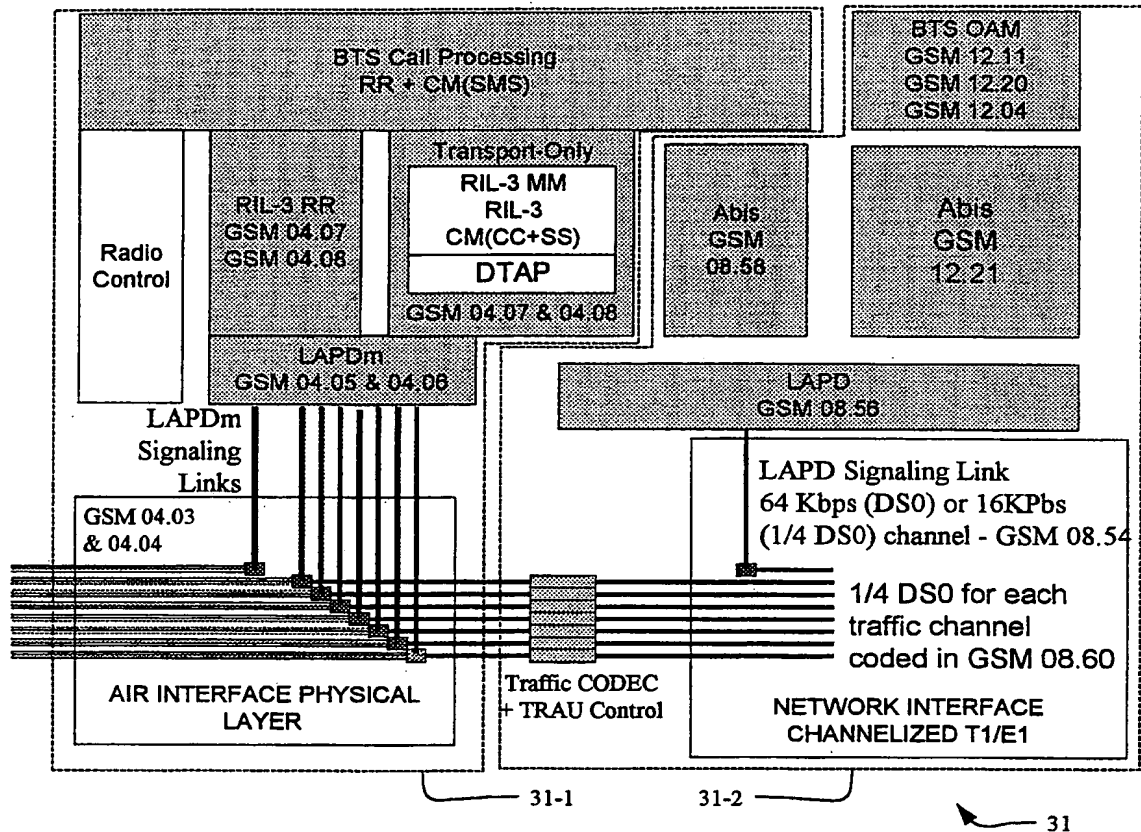 BTS Call Processing
RR + CM(SMS)
BTS OAM
GSM 12.11
GSM 12.20
GSM 12.04
Radio
Control
RIL-3 RR
GSM 04.07
GSM 04.08
Transport-Only
RIL-3 MM
RIL-3
CM(CC+SS)
DTAP
GSM 04.07 & 04.08
Abis
GSM
08.58
Abis
GSM
12.21
LAPDm
GSM 04.05 & 04.06
LAPD
GSM 08.56
LAPDm
Signaling
Links
LAPD Signaling Link
64 Kbps (DS0) or 16KPbs
(1/4 DS0) channel - GSM 08.54
GSM 04.03
& 04.04
1/4 DS0 for each
traffic channel
coded in GSM 08.60
AIR INTERFACE PHYSICAL
LAYER
Traffic CODEC
+ TRAU Control
NETWORK INTERFACE
CHANNELIZED T1/E1
31-1
31-2
31